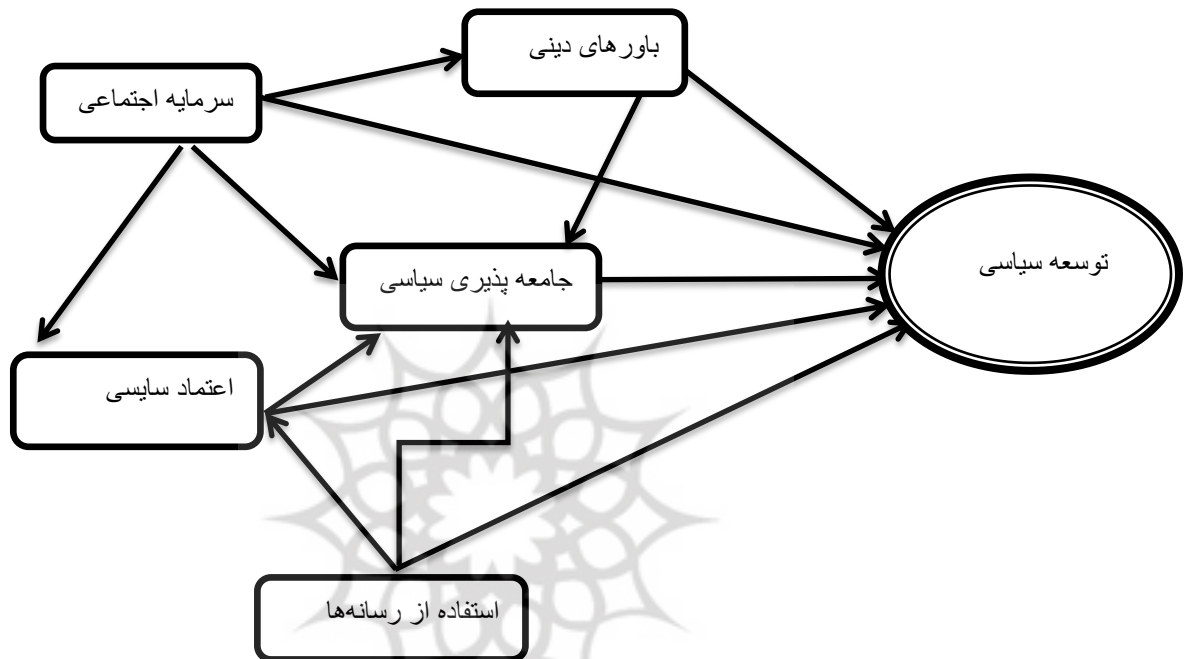 باورهای دینی
سرمایه اجتماعی
توسعه سیاسی
جامعه پذیری سیاسی
اعتماد سایسی
استفاده از رسانه‌ها